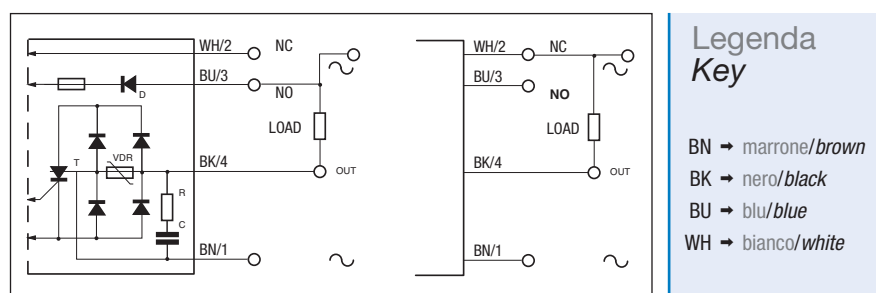 WH/2 NC
BU/3
D
NO
LOAD
T
VDR
BK/4
OUT
R
C
BN/1
WH/2 NC
BU/3
NO
LOAD
BK/4
OUT
BN/1
Legenda
Key
BN ➞ marrone/brown
BK ➞ nero/black
BU ➞ blu/blue
WH ➞ bianco/white